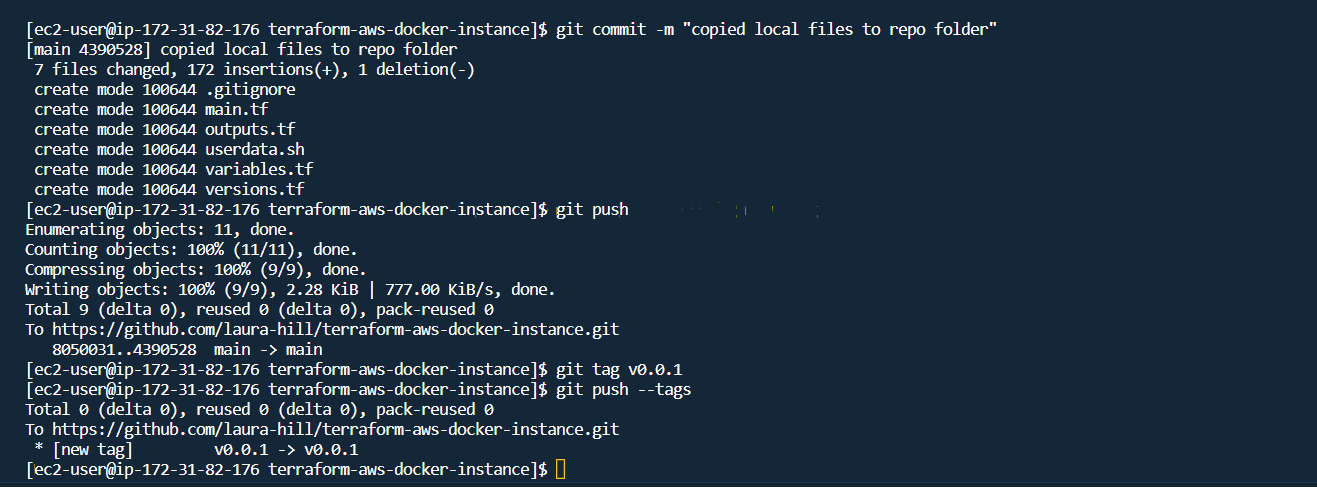 [ec2-user@ip-172-31-82-176 terraform-aws-docker-instance]$ git commit -m "copied local files to repo folder"
[main 4390528] copied local files to repo folder
 7 files changed, 172 insertions(+), 1 deletion(-)
 create mode 100644 .gitignore
 create mode 100644 main.tf
 create mode 100644 outputs.tf
 create mode 100644 userdata.sh
 create mode 100644 variables.tf
 create mode 100644 versions.tf
[ec2-user@ip-172-31-82-176 terraform-aws-docker-instance]$ git push
Enumerating objects: 11, done.
Counting objects: 100% (11/11), done.
Compressing objects: 100% (9/9), done.
Writing objects: 100% (9/9), 2.28 KiB | 777.00 KiB/s, done.
Total 9 (delta 0), reused 0 (delta 0), pack-reused 0
To https://github.com/laura-hill/terraform-aws-docker-instance.git
   8050031..4390528  main -> main
[ec2-user@ip-172-31-82-176 terraform-aws-docker-instance]$ git tag v0.0.1
[ec2-user@ip-172-31-82-176 terraform-aws-docker-instance]$ git push --tags
Total 0 (delta 0), reused 0 (delta 0), pack-reused 0
To https://github.com/laura-hill/terraform-aws-docker-instance.git
 * [new tag]         v0.0.1 -> v0.0.1
[ec2-user@ip-172-31-82-176 terraform-aws-docker-instance]$